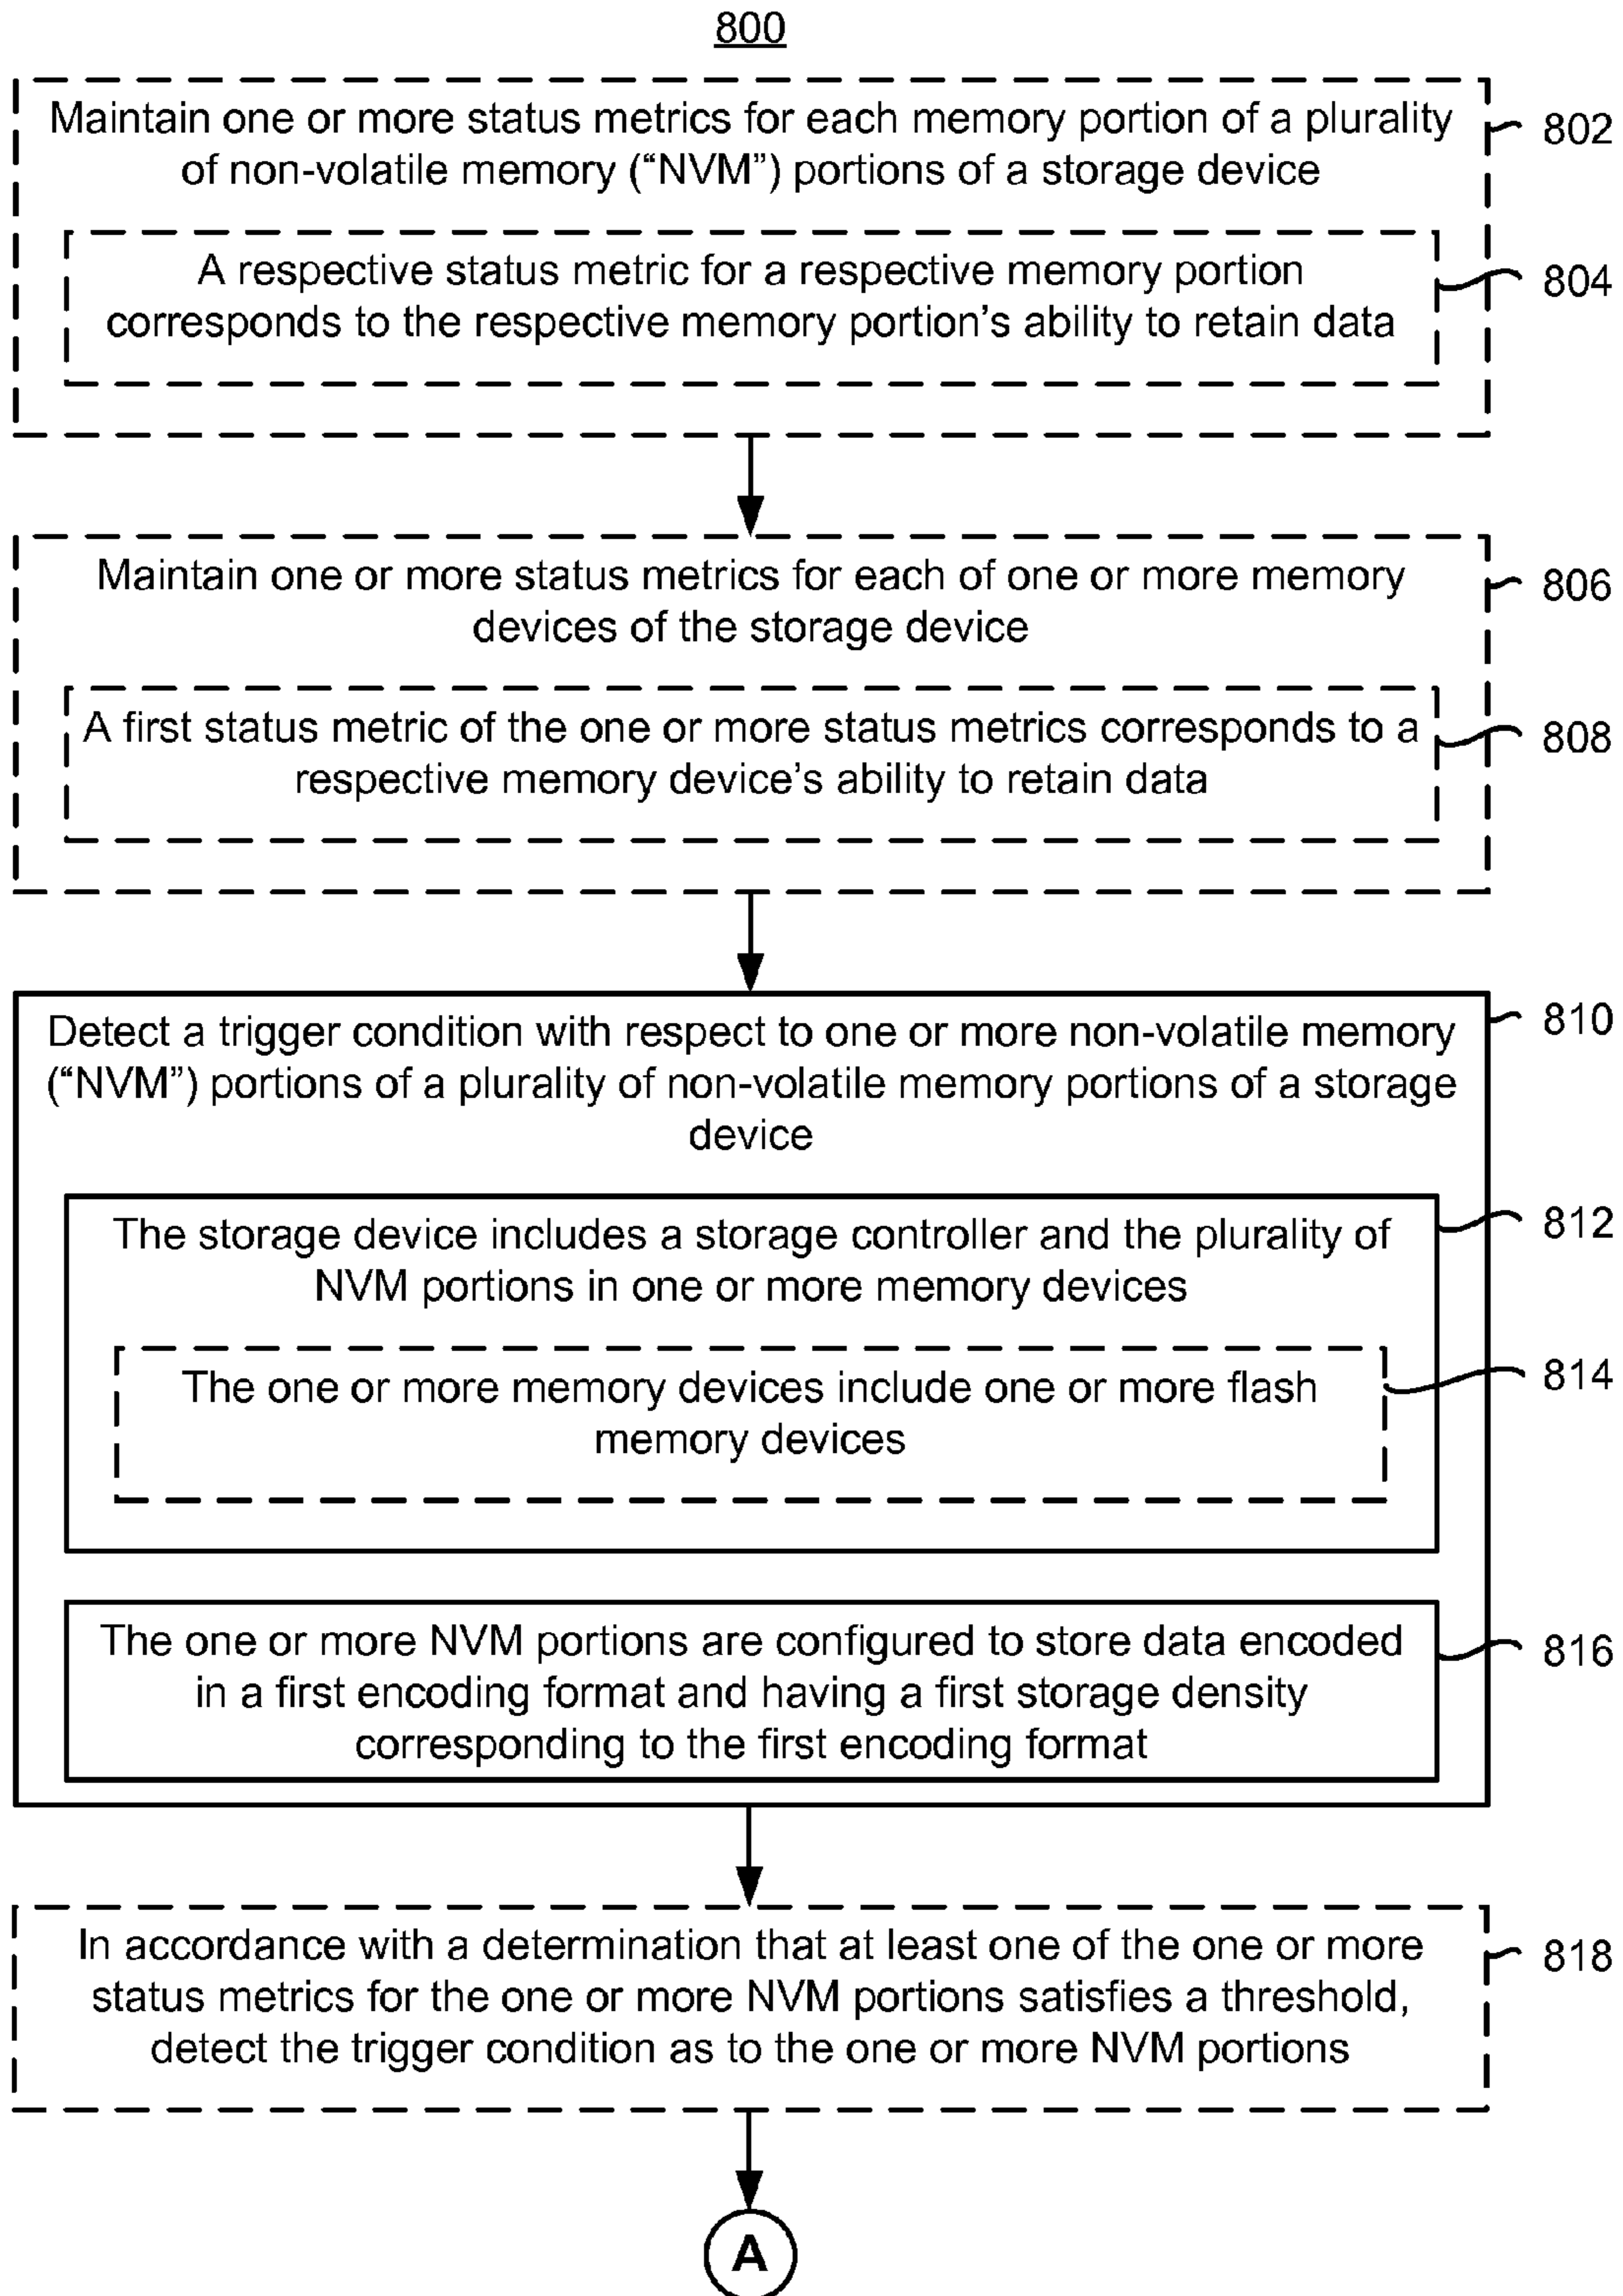 800
Maintain one or more status metrics for each memory portion of a plurality
of non-volatile memory (“NVM”) portions of a storage device
802
A respective status metric for a respective memory portion
corresponds to the respective memory portion’s ability to retain data
804
Maintain one or more status metrics for each of one or more memory
devices of the storage device
806
A first status metric of the one or more status metrics corresponds to a
respective memory device’s ability to retain data
808
Detect a trigger condition with respect to one or more non-volatile memory
(“NVM”) portions of a plurality of non-volatile memory portions of a storage
device
810
The storage device includes a storage controller and the plurality of
NVM portions in one or more memory devices
812
The one or more memory devices include one or more flash
memory devices
814
The one or more NVM portions are configured to store data encoded
in a first encoding format and having a first storage density
corresponding to the first encoding format
816
In accordance with a determination that at least one of the one or more
status metrics for the one or more NVM portions satisfies a threshold,
detect the trigger condition as to the one or more NVM portions
818
A